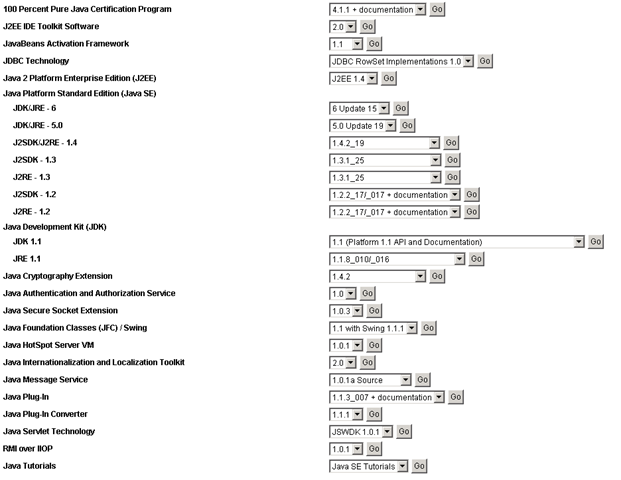 100 Percent Pure Java Certification Program 4.1.1 + documentation Go
J2EE IDE Toolkit Software 2.0 Go
JavaBeans Activation Framework 1.1 Go
JDBC Technology JDBC RowSet Implementations 1.0 Go
Java 2 Platform Enterprise Edition (J2EE) J2EE 1.4 Go
Java Platform Standard Edition (Java SE)
JDK/JRE - 6 6 Update 15 Go
JDK/JRE - 5.0 5.0 Update 19 Go
J2SDK/J2RE - 1.4 1.4.2_19 Go
J2SDK - 1.3 1.3.1_25 Go
J2RE - 1.3 1.3.1_25 Go
J2SDK - 1.2 1.2.2_17/_017 + documentation Go
J2RE - 1.2 1.2.2_17/_017 + documentation Go
Java Development Kit (JDK)
JDK 1.1 1.1 (Platform 1.1 API and Documentation) Go
JRE 1.1 1.1.8_010/_016 Go
Java Cryptography Extension 1.4.2 Go
Java Authentication and Authorization Service 1.0 Go
Java Secure Socket Extension 1.0.3 Go
Java Foundation Classes (JFC) / Swing 1.1 with Swing 1.1.1 Go
Java HotSpot Server VM 1.0.1 Go
Java Internationalization and Localization Toolkit 2.0 Go
Java Message Service 1.0.1a Source Go
Java Plug-In 1.1.3_007 + documentation Go
Java Plug-In Converter 1.1.1 Go
Java Servlet Technology JSWDK 1.0.1 Go
RMI over IIOP 1.0.1 Go
Java Tutorials Java SE Tutorials Go